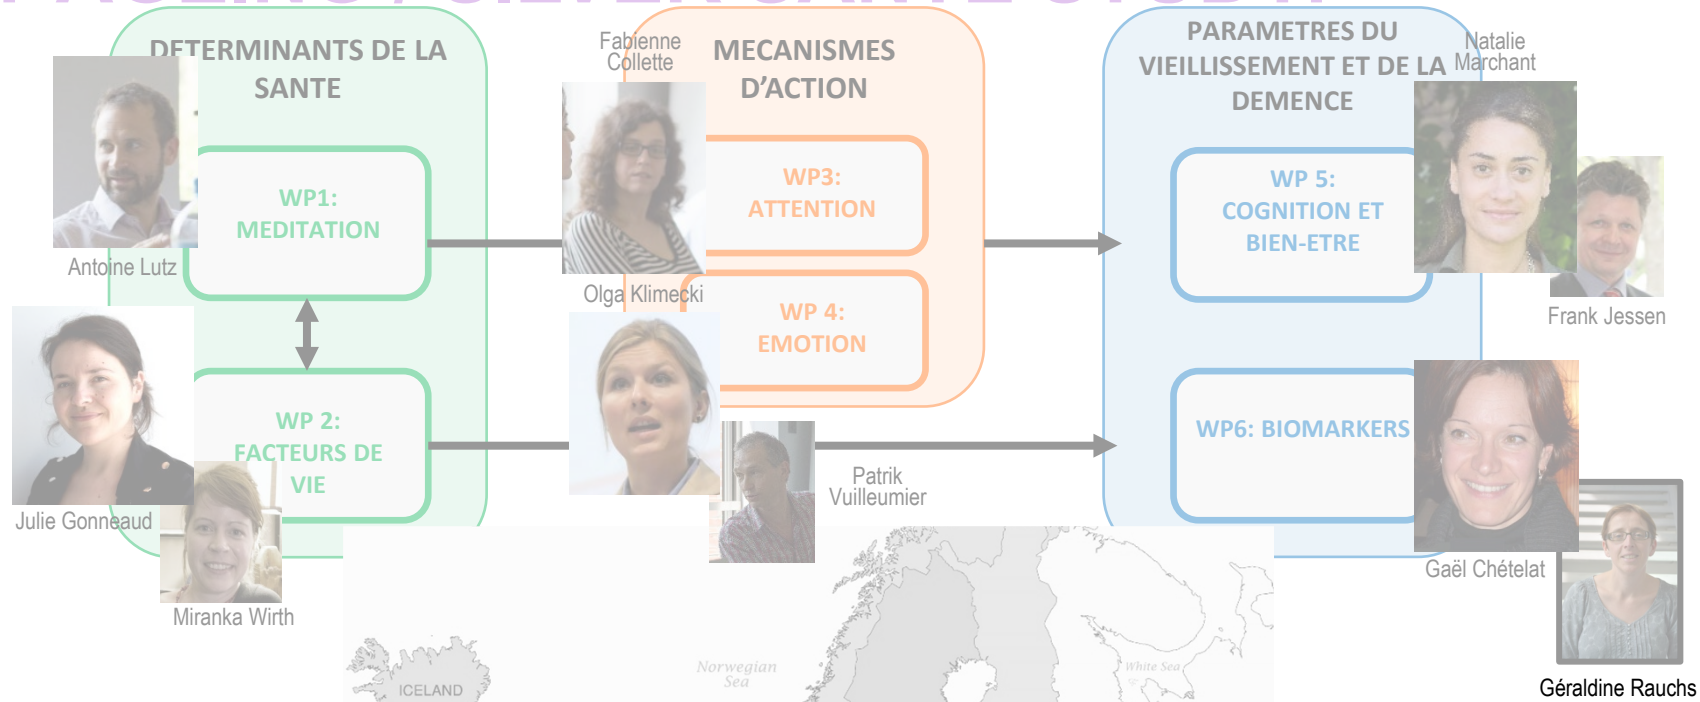 DETERMINANTS DE LA
SANTE
Fabienne
Collette
MECANISMES
D'ACTION
PARAMETRES DU
VIEILLISSEMENT ET DE LA
DEMENCE
Natalie
Marchant
WP1:
MEDITATION
Antoine Lutz
WP3:
ATTENTION
WP 5:
COGNITION ET
BIEN-ETRE
Olga Klimecki
WP 4:
EMOTION
Frank Jessen
WP 2:
FACTEURS DE
VIE
Julie Gonneaud
Miranka Wirth
Patrik
Vuilleumier
WP6: BIOMARKERS
Gaël Chételat
Géraldine Rauchs
Norwegian
Sea
White Sea
ICELAND